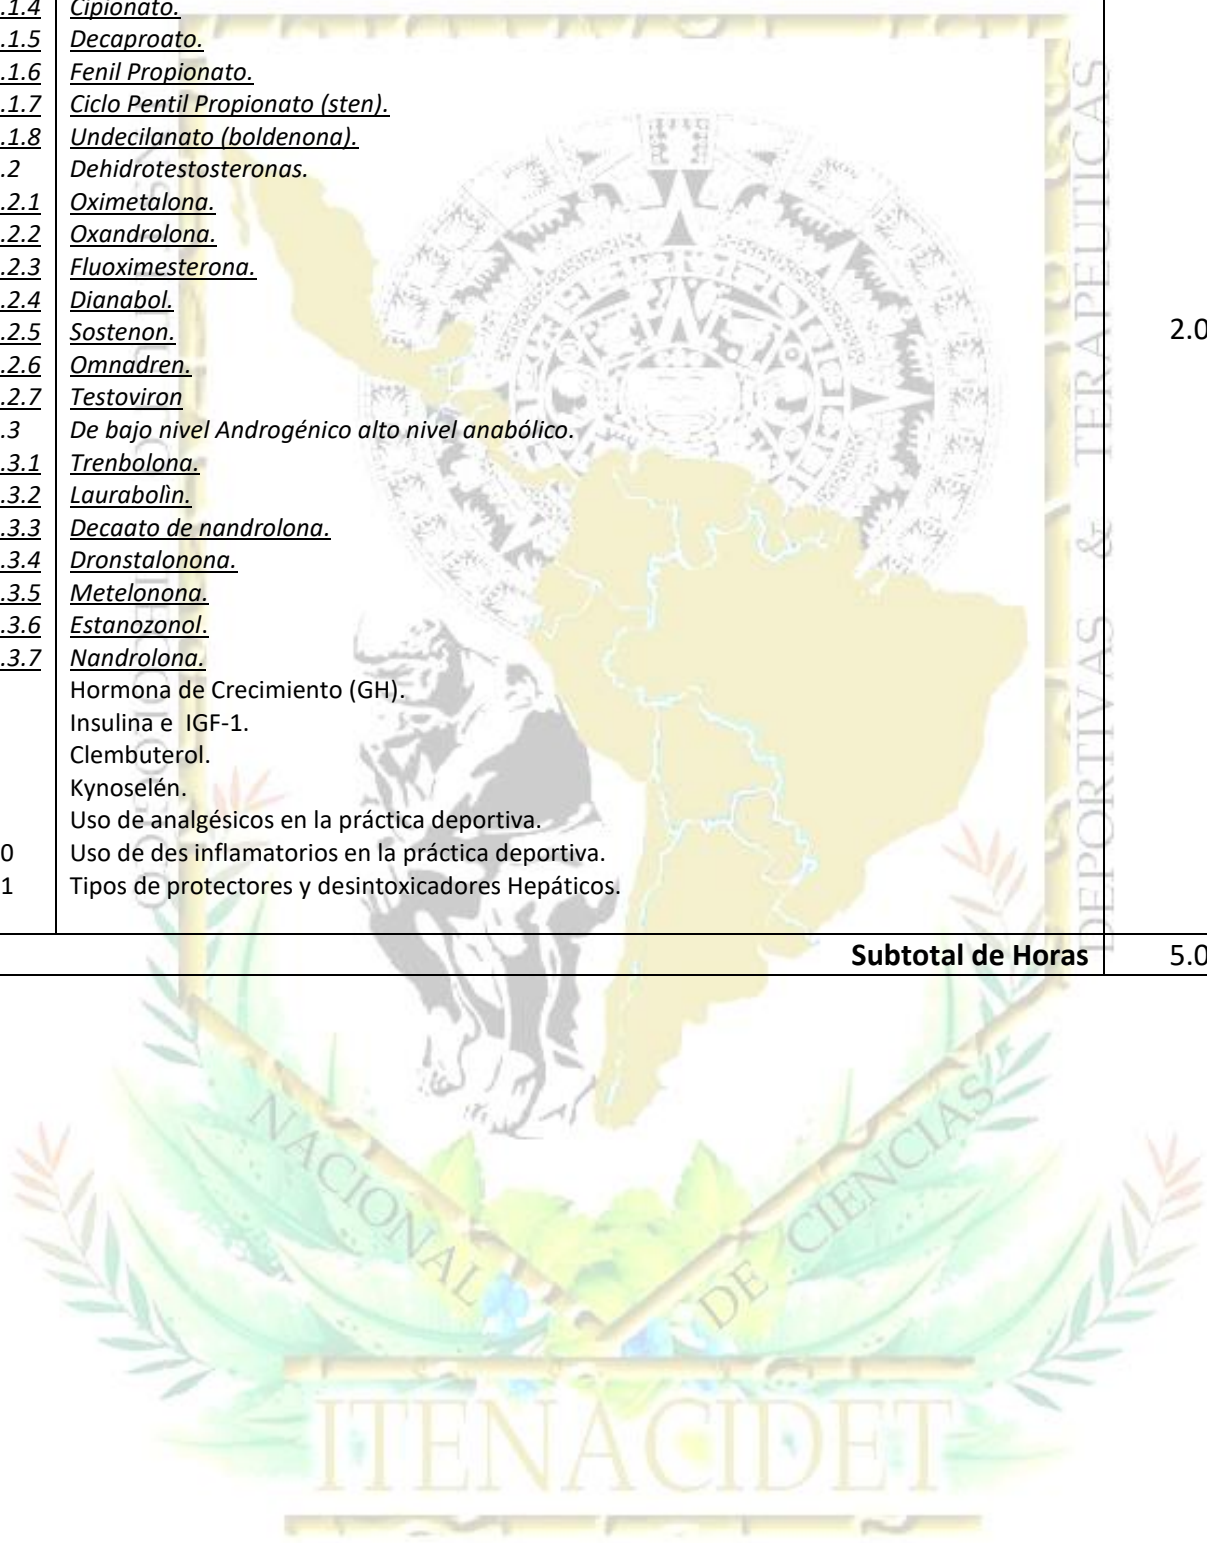 .1.4 Cipionato.
.1.5 Decaproato.
.1.6 Fenil Propionato.
.1.7 Ciclo Pentil Propionato (sten).
.1.8 Undecilanato (boldenona).
.2 Dehidrotestosteronas.
.2.1 Oximetalona.
.2.2 Oxandrolona.
.2.3 Fluoximesterona.
.2.4 Dianabol.
.2.5 Sostenon.
2.0
.2.6 Omnadren.
.2.7 Testoviron
.3 De bajo nivel Androgénico alto nivel anabólico.
.3.1 Trenbolona.
.3.2 Laurabolìn.
.3.3 Decaato de nandrolona.
.3.4 Dronstalonona.
.3.5 Metelonona.
.3.6 Estanozonol.
.3.7 Nandrolona.
Hormona de Crecimiento (GH).
Insulina e IGF-1.
Clembuterol.
Kynoselén.
Uso de analgésicos en la práctica deportiva.
0 Uso de des inflamatorios en la práctica deportiva.
1 Tipos de protectores y desintoxicadores Hepáticos.
Subtotal de Horas 5.0
DEPORTIVAS & TERAPEUTICAS
NACIONAL DE CIENCIAS
ITENACIDET